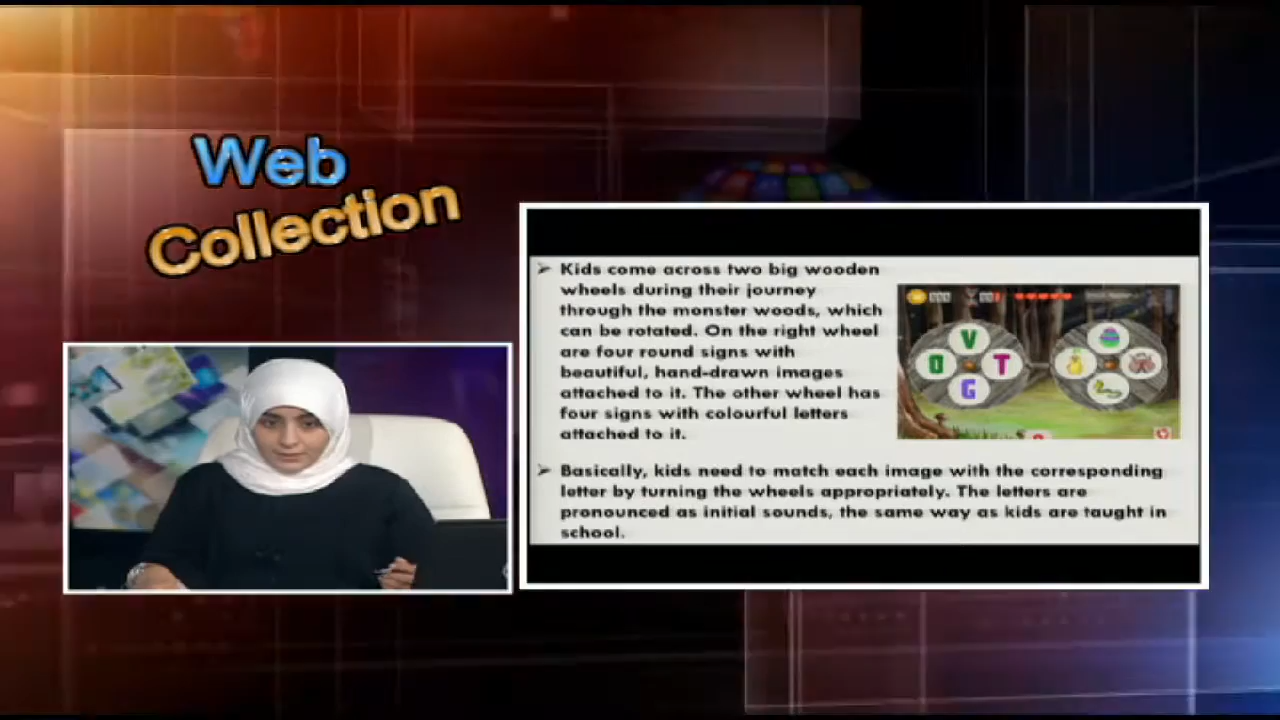 Web
Collection
Kids come across two big wooden
wheels during their journey
through the monster woods, which
can be rotated. On the right wheel
are four round signs with
beautiful, hand-drawn images
attached to it. The other wheel has
four signs with colourful letters
attached to it.
V
O T
G
Basically, kids need to match each image with the corresponding
letter by turning the wheels appropriately. The letters are
pronounced as initial sounds, the same way as kids are taught in
school.